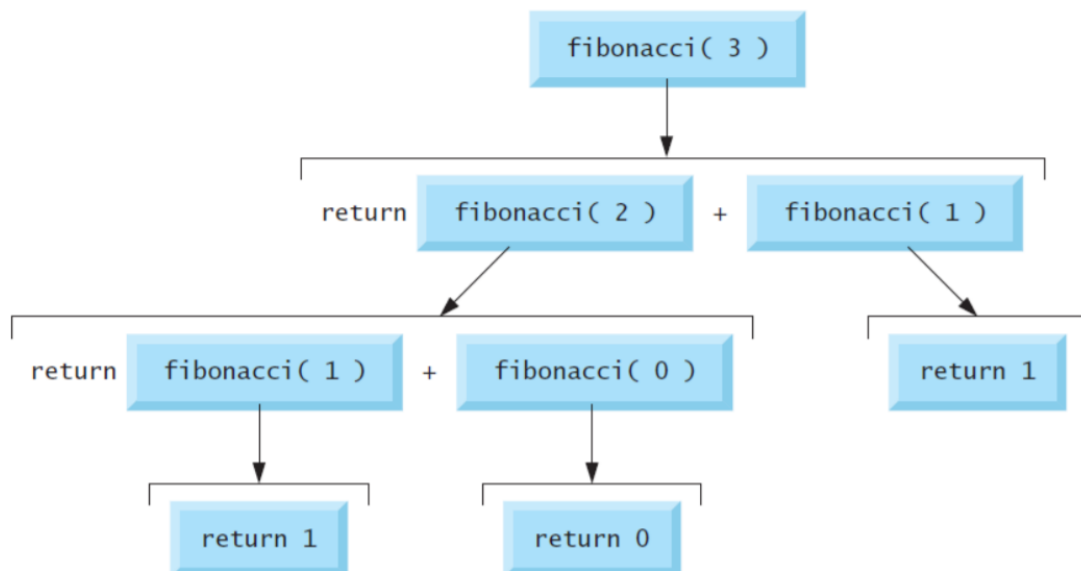 fibonacci( 3 )
return fibonacci( 2 ) + fibonacci( 1 )
return fibonacci( 1 ) + fibonacci( 0 )
return 1
return 1
return 0